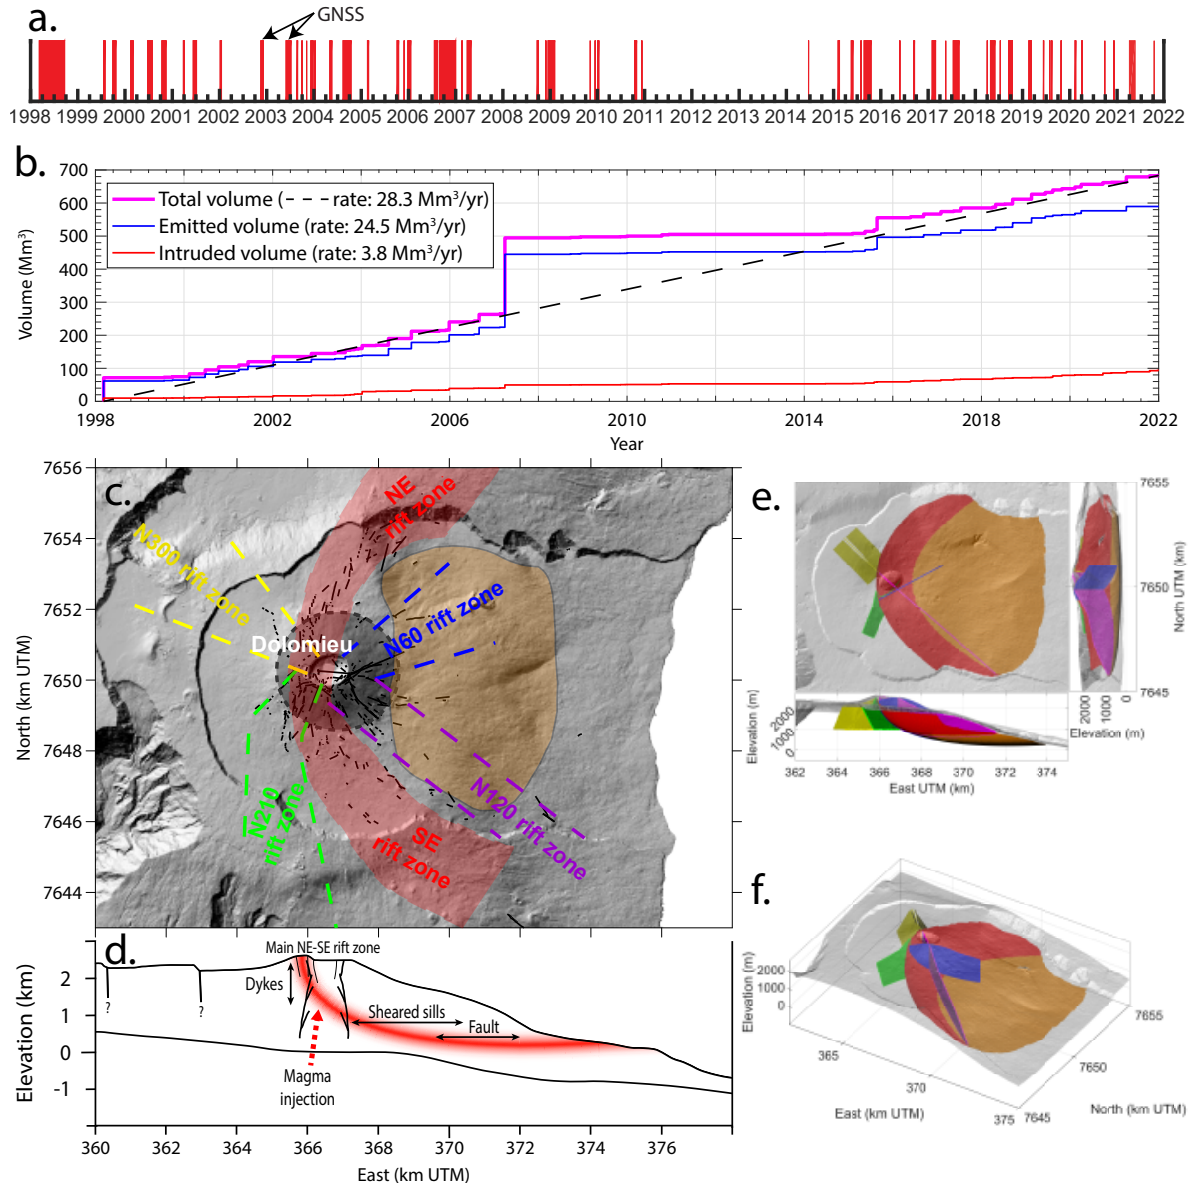 a.
GNSS
1998 1999 2000 2001 2002 2003 2004 2005 2006 2007 2008 2009 2010 2011 2012 2013 2014 2015 2016 2017 2018 2019 2020 2021 2022
b.
700
600
500
400
300
200
100
0
Volume (Mm³)
Total volume (– – –rate: 28.3 Mm³/yr)
Emitted volume (rate: 24.5 Mm³/yr)
Intruded volume (rate: 3.8 Mm³/yr)
1998 2002 2006 2010 2014 2018 2022
Year
c.
7656
7654
7652
7650
7648
7646
7644
North (km UTM)
NE
rift zone
N300 rift zone
Dolomieu
N60 rift zone
N210
rift zone
SE
rift zone
N120 rift zone
d.
2
1
0
-1
Elevation (km)
Main NE-SE rift zone
Dykes
?
?
Sheared sills
Fault
Magma
injection
360 362 364 366 368 370 372 374 376
East (km UTM)
e.
7655
7650
7645
North UTM (km)
2000
1000
0
Elevation (m)
2000
1000
0
Elevation (m)
362 364 366 368 370 372 374
East UTM (km)
f.
2000
1000
0
Elevation (m)
365
370
375
East (km UTM)
7645
7650
7655
North (km UTM)